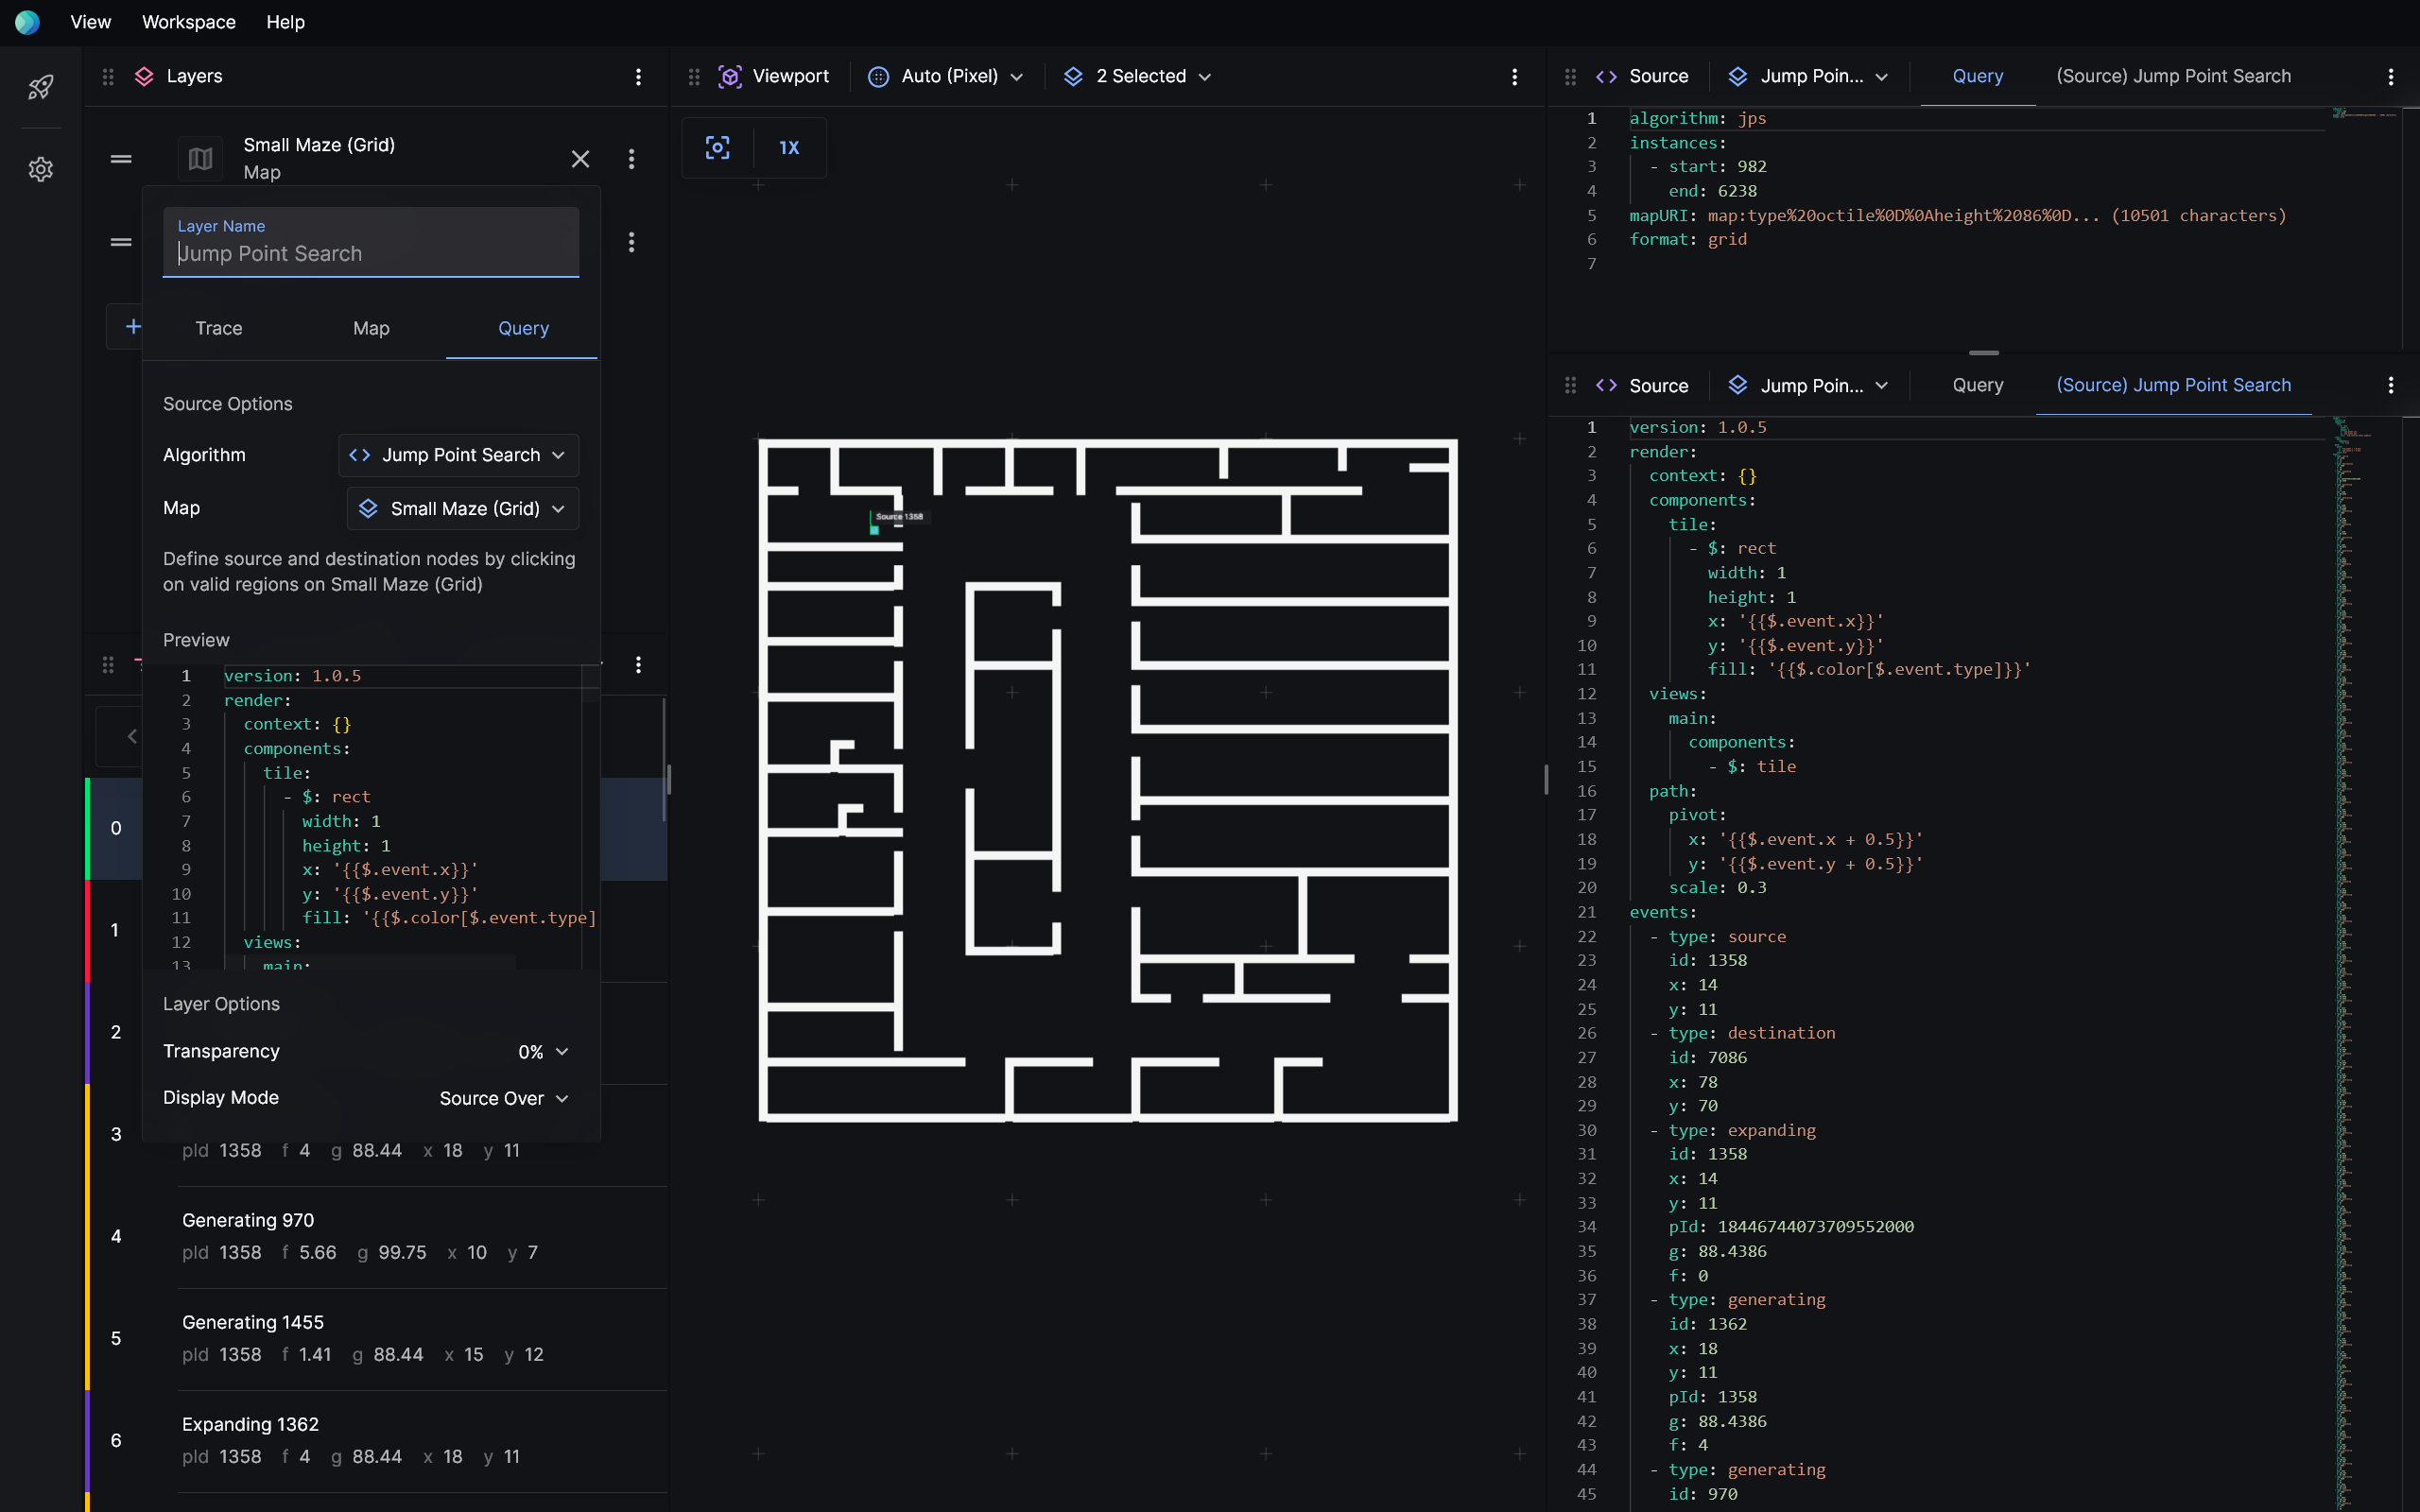 View Workspace Help
Layers
Small Maze (Grid)
Map
Layer Name
Jump Point Search
Trace Map Query
Source Options
Algorithm Jump Point Search
Map Small Maze (Grid)
Define source and destination nodes by clicking
on valid regions on Small Maze (Grid)
Preview
1 version: 1.0.5
2 render:
3 context: {}
4 components:
5 tile:
6 - $: rect
7 width: 1
8 height: 1
9 x: '{{$.event.x}}'
10 y: '{{$.event.y}}'
11 fill: '{{$.color[$.event.type]
12 views:
13 main:
Layer Options
Transparency 0%
Display Mode Source Over
0
1
2
3
pId 1358 f 4 g 88.44 x 18 y 11
4
Generating 970
pId 1358 f 5.66 g 99.75 x 10 y 7
5
Generating 1455
pId 1358 f 1.41 g 88.44 x 15 y 12
6
Expanding 1362
pId 1358 f 4 g 88.44 x 18 y 11
Viewport Auto (Pixel) 2 Selected
1X
Source 1358
Source Jump Poin... Query (Source) Jump Point Search
1 algorithm: jps
2 instances:
3 - start: 982
4 end: 6238
5 mapURI: map:type%20octile%0D%0Aheight%2086%0D... (10501 characters)
6 format: grid
7
Source Jump Poin... Query (Source) Jump Point Search
1 version: 1.0.5
2 render:
3 context: {}
4 components:
5 tile:
6 - $: rect
7 width: 1
8 height: 1
9 x: '{{$.event.x}}'
10 y: '{{$.event.y}}'
11 fill: '{{$.color[$.event.type]}}'
12 views:
13 main:
14 components:
15 - $: tile
16 path:
17 pivot:
18 x: '{{$.event.x + 0.5}}'
19 y: '{{$.event.y + 0.5}}'
20 scale: 0.3
21 events:
22 - type: source
23 id: 1358
24 x: 14
25 y: 11
26 - type: destination
27 id: 7086
28 x: 78
29 y: 70
30 - type: expanding
31 id: 1358
32 x: 14
33 y: 11
34 pId: 18446744073709552000
35 g: 88.4386
36 f: 0
37 - type: generating
38 id: 1362
39 x: 18
40 y: 11
41 pId: 1358
42 g: 88.4386
43 f: 4
44 - type: generating
45 id: 970